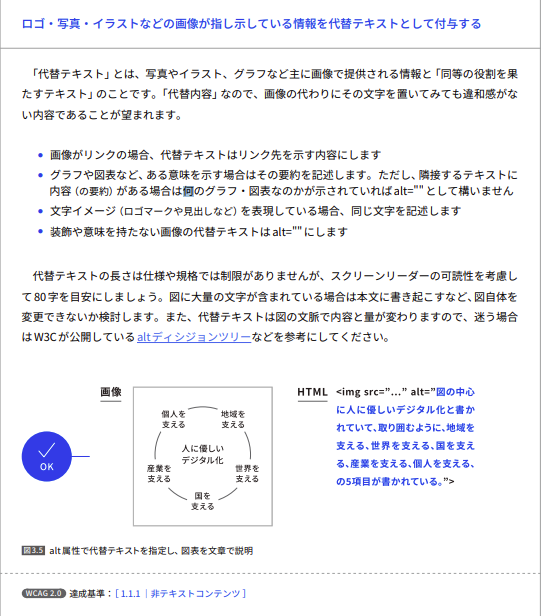 ロゴ・写真・イラストなどの画像が指し示している情報を代替テキストとして付与する
「代替テキスト」とは、写真やイラスト、グラフなど主に画像で提供される情報と「同等の役割を果
たすテキスト」のことです。「代替内容」なので、画像の代わりにその文字を置いてみても違和感がな
い内容であることが望まれます。
● 画像がリンクの場合、代替テキストはリンク先を示す内容にします
● グラフや図表など、ある意味を示す場合はその要約を記述します。ただし、隣接するテキストに
内容（の要約）がある場合は何のグラフ・図表なのかが示されていればalt=""として構いません
● 文字イメージ（ロゴマークや見出しなど）を表現している場合、同じ文字を記述します
● 装飾や意味を持たない画像の代替テキストはalt=""にします
代替テキストの長さは仕様や規格では制限がありませんが、スクリーンリーダーの可読性を考慮し
て80字を目安にしましょう。図に大量の文字が含まれている場合は本文に書き起こすなど、図自体を
変更できないか検討します。また、代替テキストは図の文脈で内容と量が変わりますので、迷う場合
はW3Cが公開しているaltディシジョンツリーなどを参考にしてください。
OK
画像
個人を
支える
地域を
支える
人に優しい
デジタル化
産業を
支える
世界を
支える
国を
支える
HTML
<img src="…" alt="図の中心
に人に優しいデジタル化と書か
れていて、取り囲むように、地域を
支える、世界を支える、国を支え
る、産業を支える、個人を支える、
の5項目が書かれている。">
図3.5 alt属性で代替テキストを指定し、図表を文章で説明
WCAG 2.0 達成基準：［ 1.1.1｜非テキストコンテンツ ］